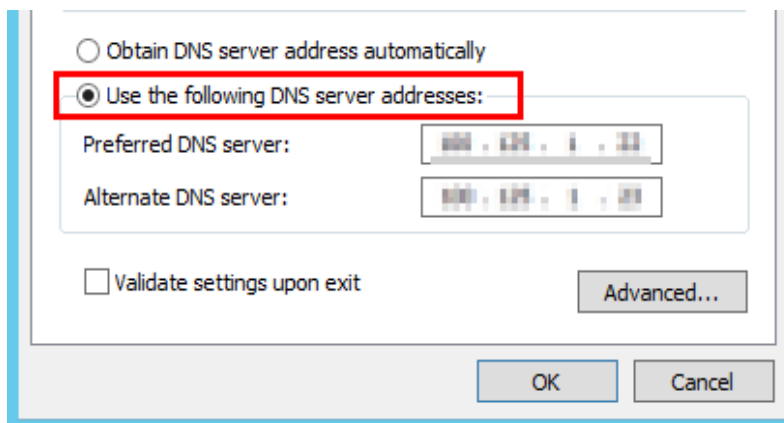 Obtain DNS server address automatically
Use the following DNS server addresses:
Preferred DNS server:
Alternate DNS server:
Validate settings upon exit
Advanced...
OK Cancel